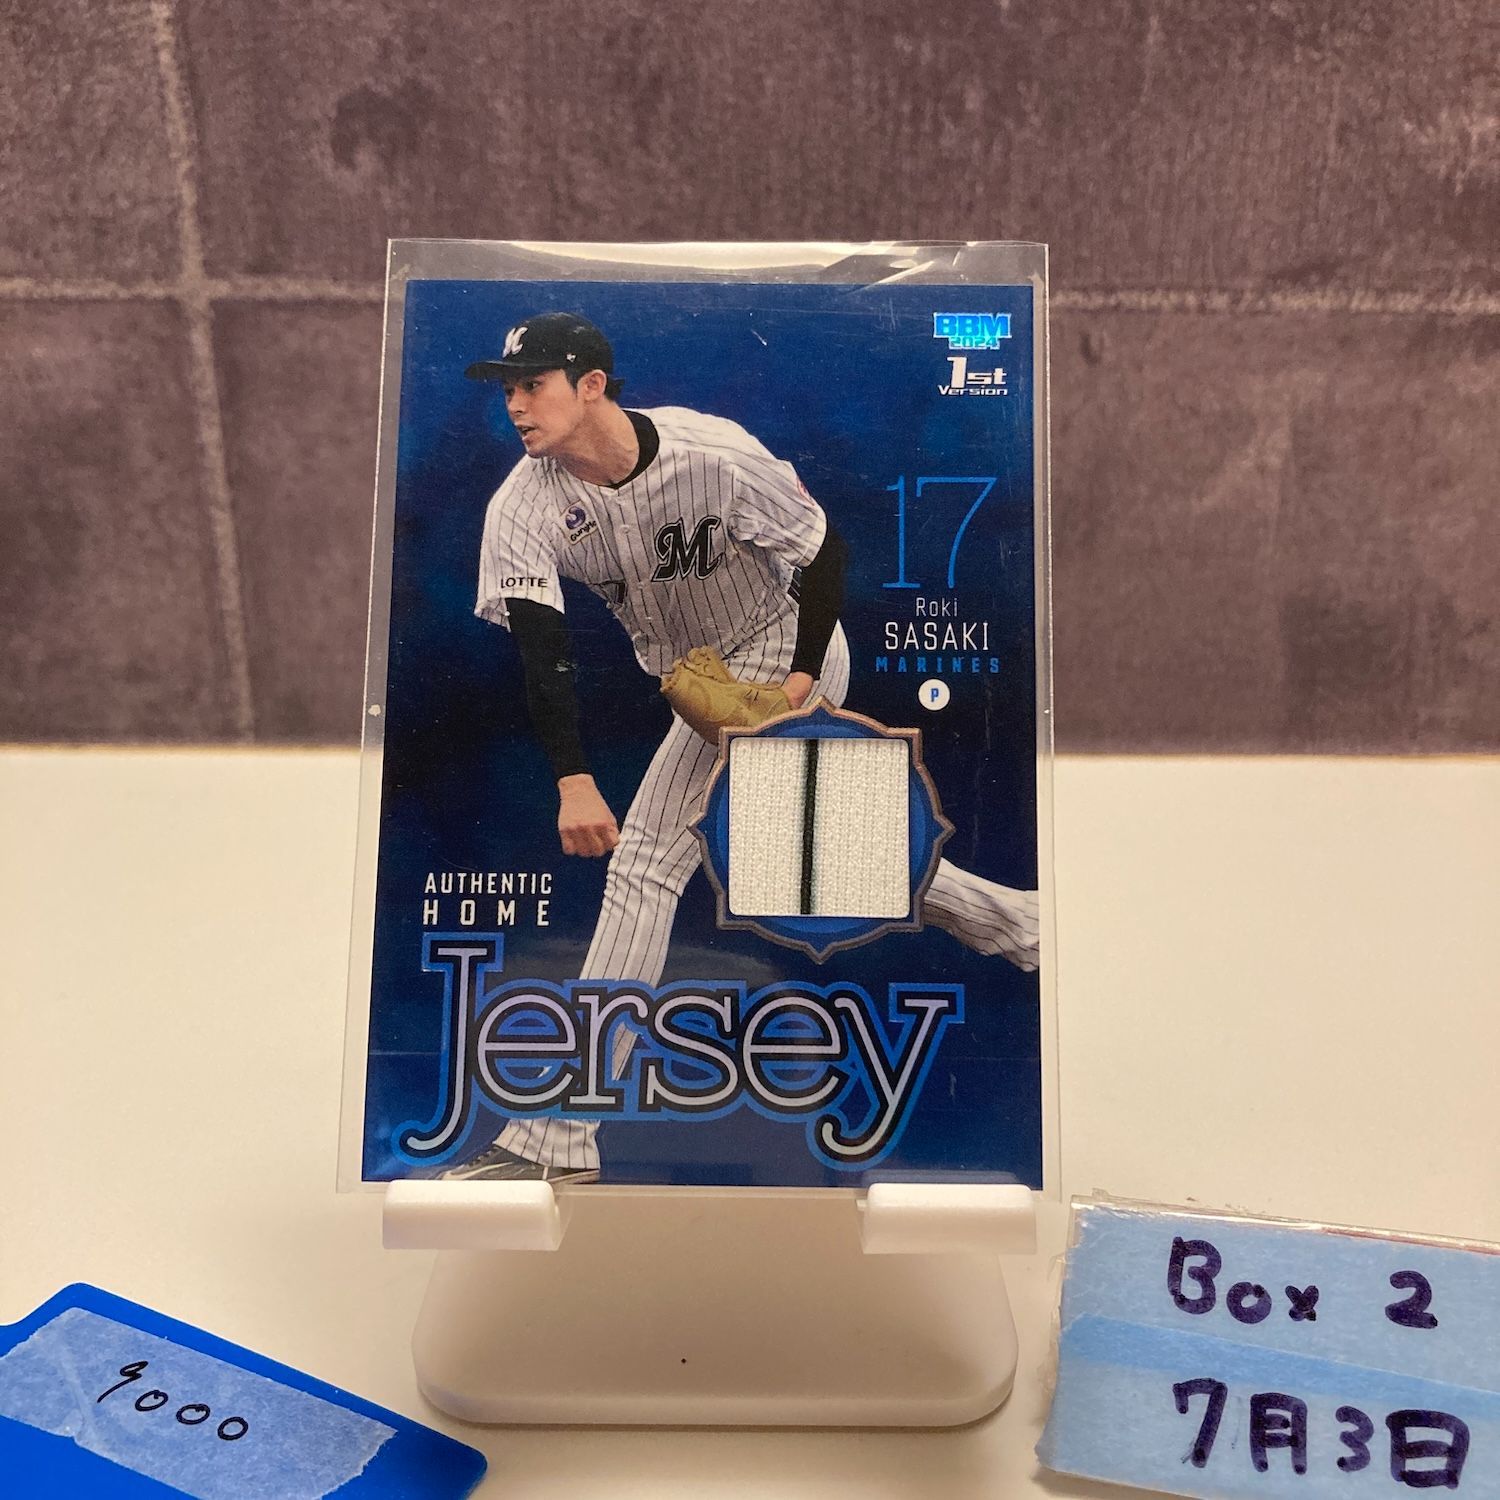 BBM
2024
1st
Version
17
Roki
SASAKI
MARINES
P
M
GungHo
M
LOTTE
AUTHENTIC
HOME
Jersey
9000
Box 2
7月3日